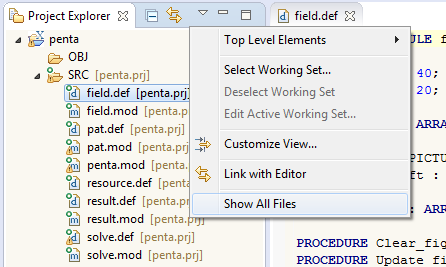 Project Explorer
penta
OBJ
SRC [penta.prj]
field.def [penta.prj]
field.mod [penta.prj]
pat.def [penta.prj]
pat.mod [penta.prj]
penta.mod [penta.prj]
resource.def [penta.prj]
result.def [penta.prj]
result.mod [penta.prj]
solve.def [penta.prj]
solve.mod [penta.prj]
Top Level Elements
Select Working Set...
Deselect Working Set
Edit Active Working Set...
Customize View...
Link with Editor
Show All Files
field.def
ULE f
40;
20;
ARRA
PICTU
ft :
: ARR
PROCEDURE Clear_fig
PROCEDURE Update fi